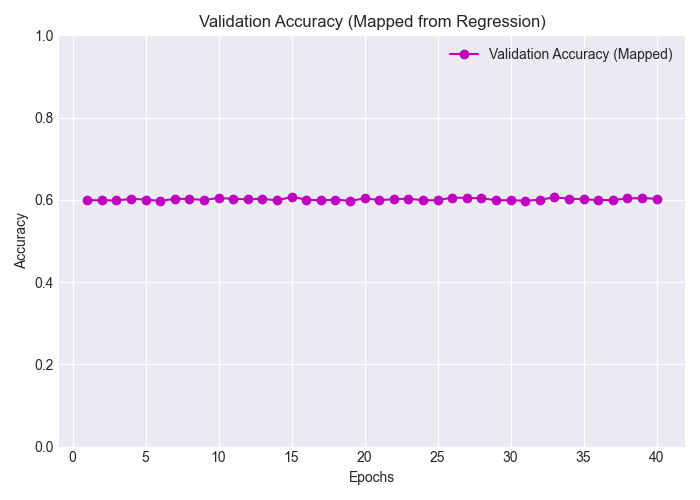 Validation Accuracy (Mapped from Regression)
Validation Accuracy (Mapped)
1.0
0.8
0.6
0.4
0.2
0.0
Accuracy
0 5 10 15 20 25 30 35 40
Epochs